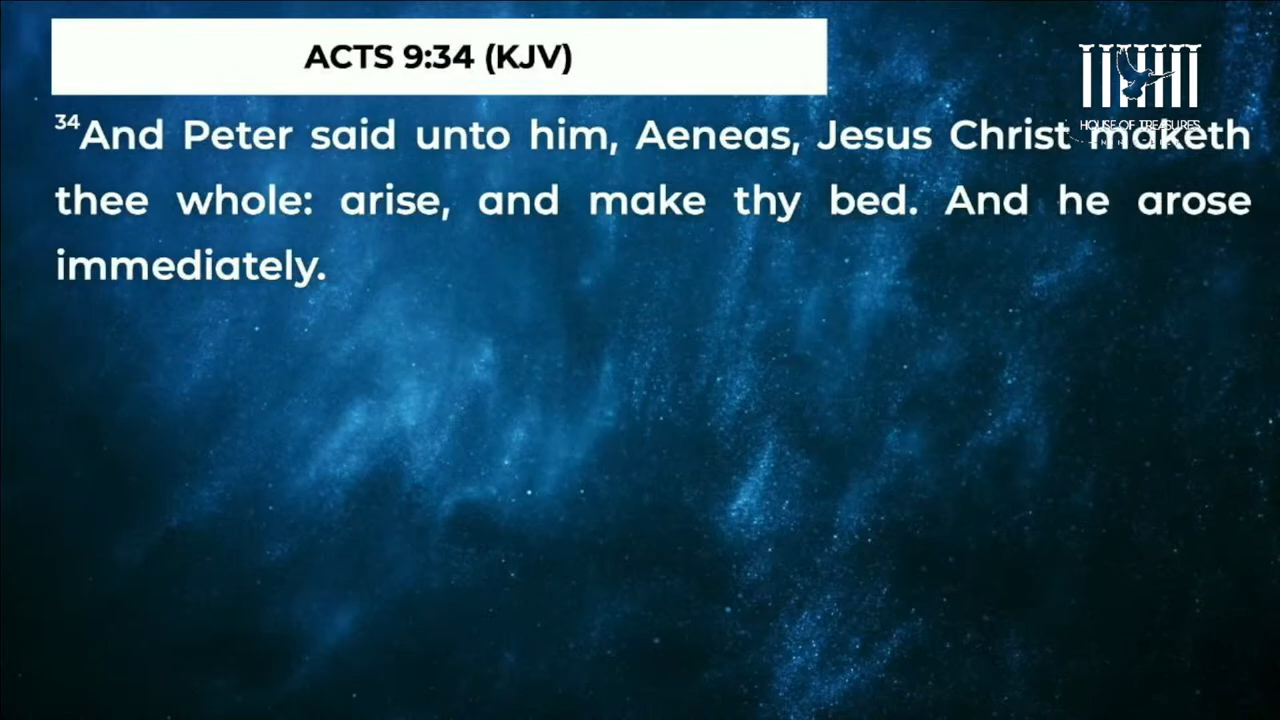 ACTS 9:34 (KJV)
HOUSE OF TREASURES
34And Peter said unto him, Aeneas, Jesus Christ maketh
thee whole: arise, and make thy bed. And he arose
immediately.